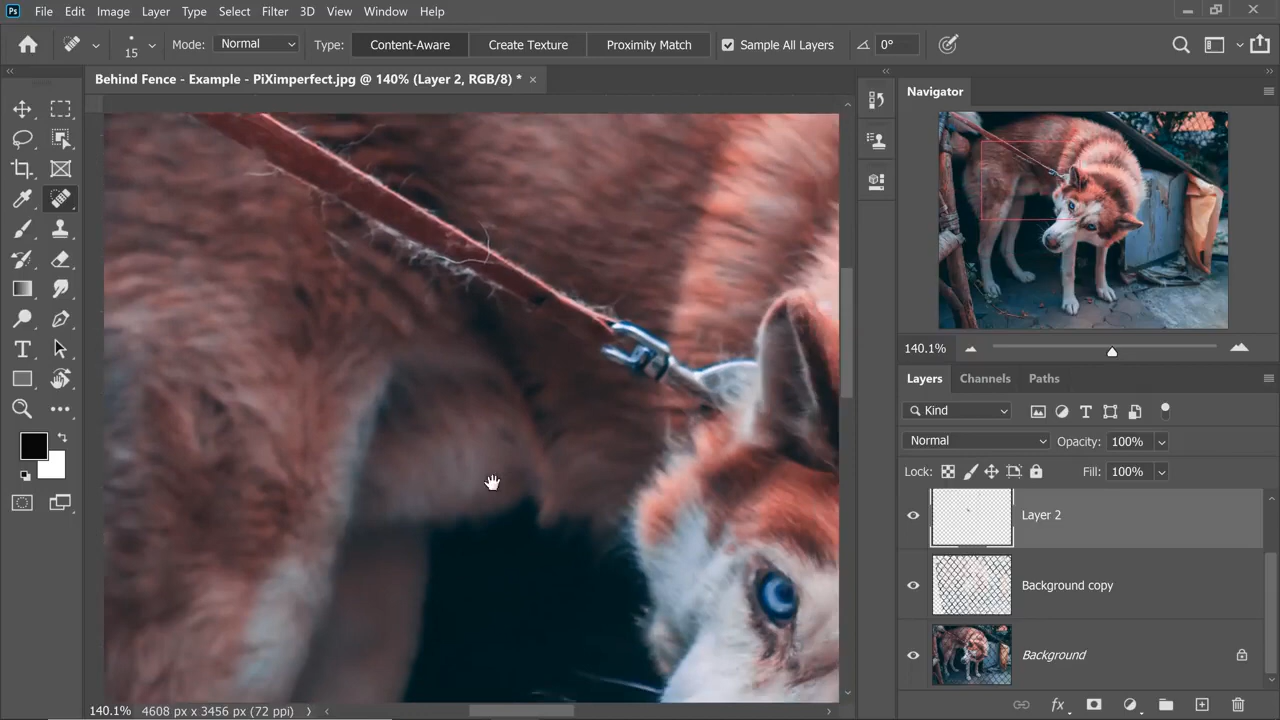 Ps File Edit Image Layer Type Select Filter 3D View Window Help
15 Mode: Normal Type: Content-Aware Create Texture Proximity Match Sample All Layers 0°
Behind Fence - Example - PiXimperfect.jpg @ 140% (Layer 2, RGB/8) * ×
Navigator
140.1%
Layers Channels Paths
Kind
Normal Opacity: 100%
Lock: Fill: 100%
Layer 2
Background copy
Background
fx
140.1% 4608 px x 3456 px (72 ppi)